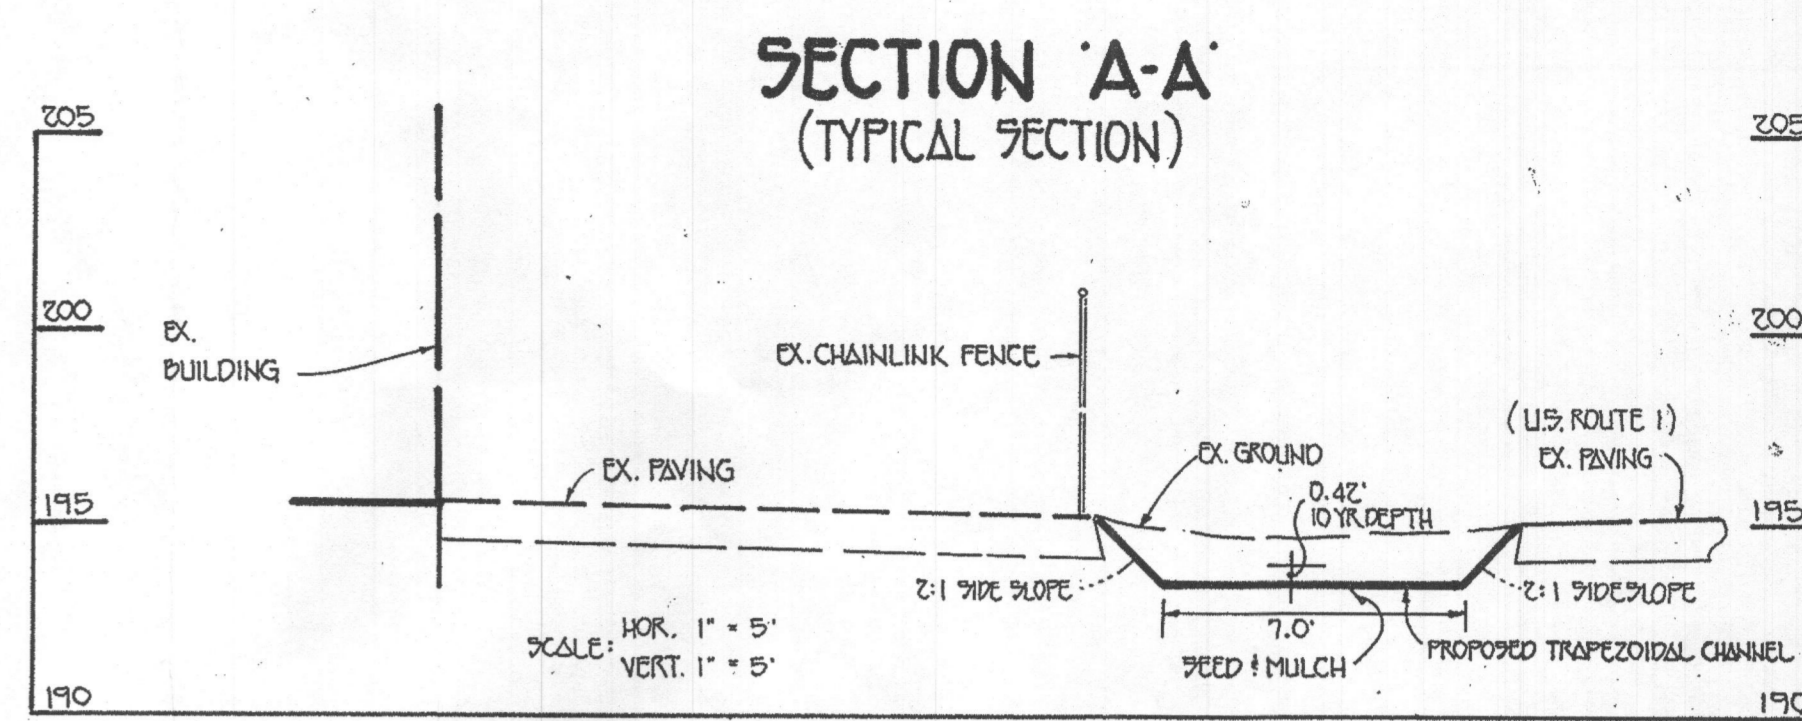 SECTION 'A-A'
(TYPICAL SECTION)
205
205
200
200
EX.
BUILDING
EX. CHAINLINK FENCE
(U.S. ROUTE 1)
EX. PAVING
EX. GROUND
EX. PAVING
0.42'
10 YR DEPTH
195
195
2:1 SIDE SLOPE
2:1 SIDESLOPE
7.0'
SCALE: HOR. 1" = 5'
VERT. 1" = 5'
SEED & MULCH
PROPOSED TRAPEZOIDAL CHANNEL
190
190